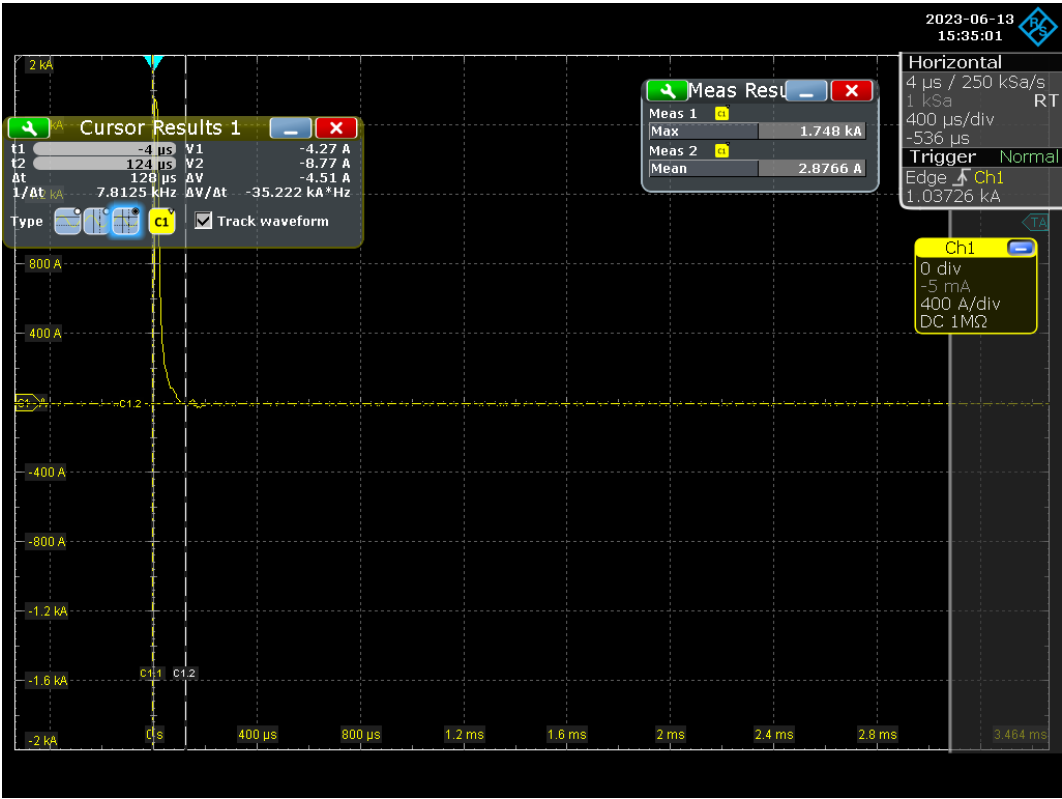 2023-06-13
15:35:01
R&S
Horizontal
4 µs / 250 kSa/s
1 kSa RT
400 µs/div
-536 µs
Trigger Normal
Edge Ch1
1.03726 kA
TA
Ch1
0 div
-5 mA
400 A/div
DC 1MΩ
Meas Resu
Meas 1 C1
Max 1.748 kA
Meas 2 C1
Mean 2.8766 A
2 kA
Cursor Results 1
t1 -4 µs V1 -4.27 A
t2 124 µs V2 -8.77 A
Δt 128 µs ΔV -4.51 A
1/Δt 7.8125 kHz ΔV/Δt -35.222 kA*Hz
Type C1 Track waveform
800 A
400 A
C1
C1.2
-400 A
-800 A
-1.2 kA
-1.6 kA
C1.1 C1.2
-2 kA
0 s 400 µs 800 µs 1.2 ms 1.6 ms 2 ms 2.4 ms 2.8 ms 3.464 ms